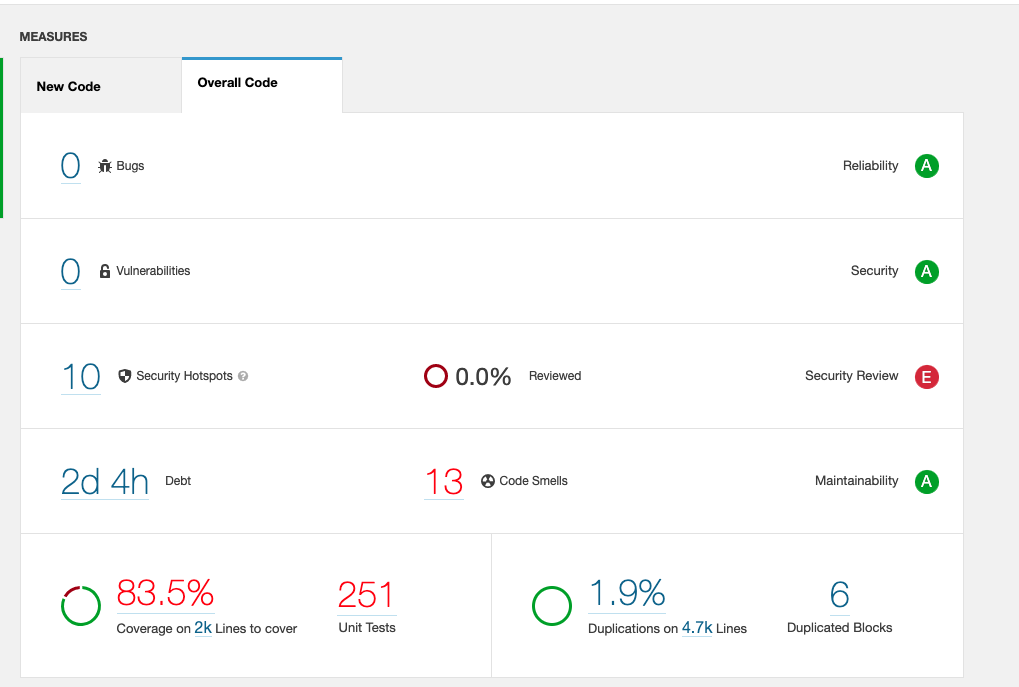 MEASURES
New Code
Overall Code
0 Bugs
Reliability A
0 Vulnerabilities
Security A
10 Security Hotspots ?
0.0% Reviewed
Security Review E
2d 4h Debt
13 Code Smells
Maintainability A
83.5%
Coverage on 2k Lines to cover
251
Unit Tests
1.9%
Duplications on 4.7k Lines
6
Duplicated Blocks